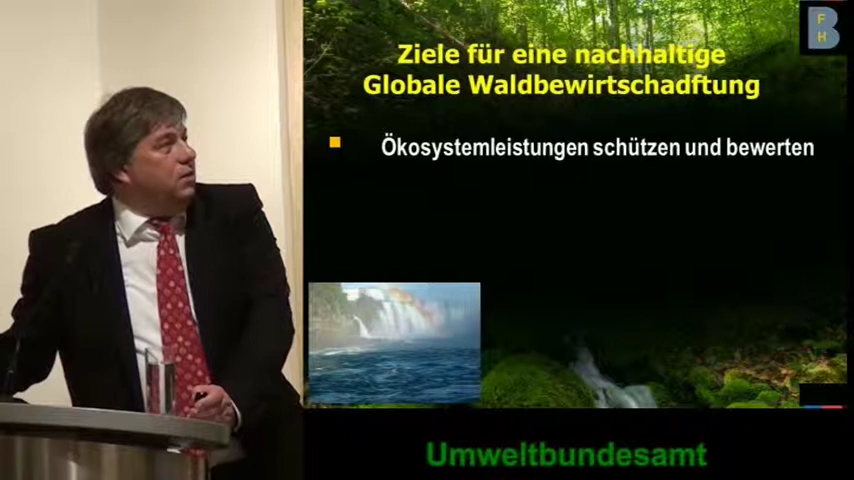 B
F
H
Ziele für eine nachhaltige
Globale Waldbewirtschadftung
Ökosystemleistungen schützen und bewerten
Umweltbundesamt